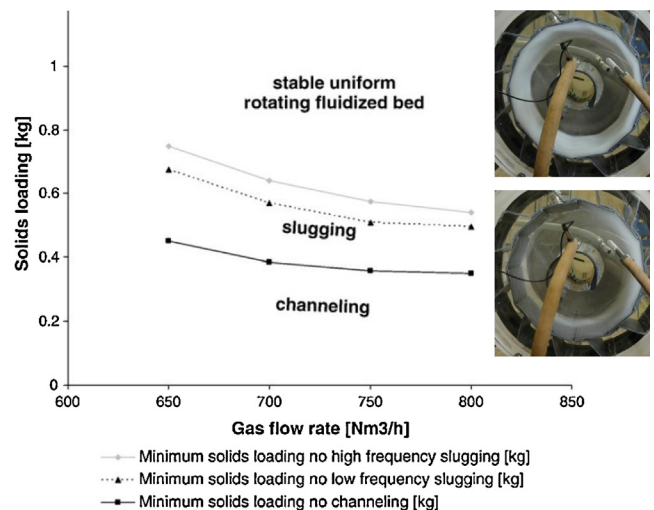 1
0.8
0.6
0.4
0.2
0
Solids loading [kg]
stable uniform
rotating fluidized bed
slugging
channeling
600 650 700 750 800 850
Gas flow rate [Nm3/h]
Minimum solids loading no high frequency slugging [kg]
Minimum solids loading no low frequency slugging [kg]
Minimum solids loading no channeling [kg]